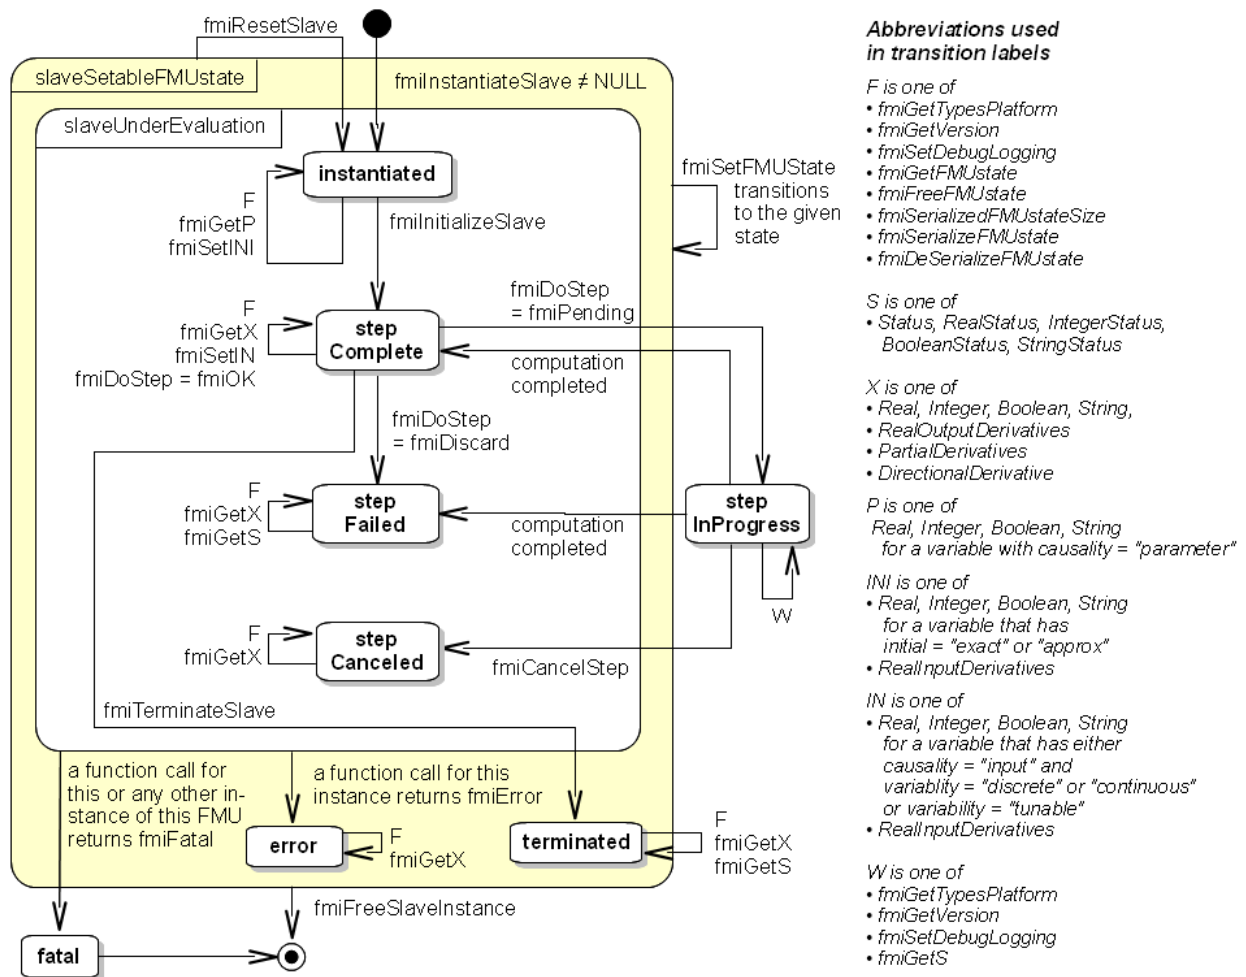 fmiResetSlave
slaveSetableFMUstate
fmiInstantiateSlave ≠ NULL
slaveUnderEvaluation
instantiated
F
fmiGetP
fmiSetINI
fmiInitializeSlave
fmiSetFMUState
transitions
to the given
state
fmiDoStep
= fmiPending
F
fmiGetX
fmiSetIN
fmiDoStep = fmiOK
step
Complete
computation
completed
fmiDoStep
= fmiDiscard
F
fmiGetX
fmiGetS
step
Failed
computation
completed
step
InProgress
W
F
fmiGetX
step
Canceled
fmiCancelStep
fmiTerminateSlave
a function call for
this or any other in-
stance of this FMU
returns fmiFatal
a function call for this
instance returns fmiError
error
F
fmiGetX
terminated
F
fmiGetX
fmiGetS
fmiFreeSlaveInstance
fatal
Abbreviations used
in transition labels
F is one of
• fmiGetTypesPlatform
• fmiGetVersion
• fmiSetDebugLogging
• fmiGetFMUstate
• fmiFreeFMUstate
• fmiSerializedFMUstateSize
• fmiSerializeFMUstate
• fmiDeSerializeFMUstate
S is one of
• Status, RealStatus, IntegerStatus,
BooleanStatus, StringStatus
X is one of
• Real, Integer, Boolean, String,
• RealOutputDerivatives
• PartialDerivatives
• DirectionalDerivative
P is one of
Real, Integer, Boolean, String
for a variable with causality = "parameter"
INI is one of
• Real, Integer, Boolean, String
for a variable that has
initial = "exact" or "approx"
• RealInputDerivatives
IN is one of
• Real, Integer, Boolean, String
for a variable that has either
causality = "input" and
variablity = "discrete" or "continuous"
or variability = "tunable"
• RealInputDerivatives
W is one of
• fmiGetTypesPlatform
• fmiGetVersion
• fmiSetDebugLogging
• fmiGetS